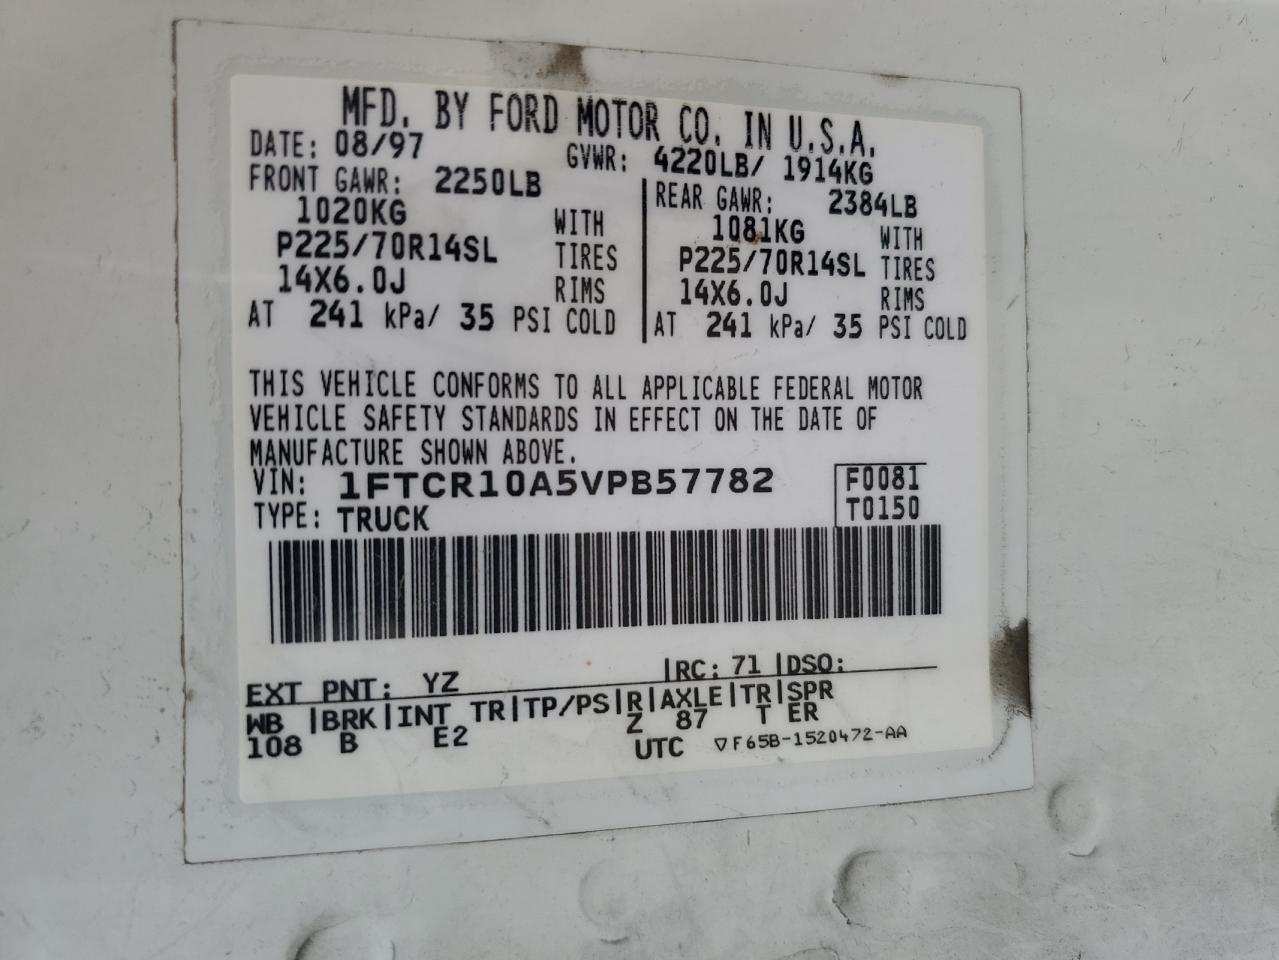 MFD. BY FORD MOTOR CO. IN U.S.A.
DATE: 08/97 GVWR: 4220LB/ 1914KG
FRONT GAWR: 2250LB
1020KG WITH
P225/70R14SL TIRES
14X6.0J RIMS
AT 241 kPa/ 35 PSI COLD
REAR GAWR: 2384LB
1081KG WITH
P225/70R14SL TIRES
14X6.0J RIMS
AT 241 kPa/ 35 PSI COLD
THIS VEHICLE CONFORMS TO ALL APPLICABLE FEDERAL MOTOR
VEHICLE SAFETY STANDARDS IN EFFECT ON THE DATE OF
MANUFACTURE SHOWN ABOVE.
VIN: 1FTCR10A5VPB57782 F0081
TYPE: TRUCK T0150
EXT PNT: YZ |RC: 71 |DSO:
WB |BRK|INT TR|TP/PS|R|AXLE|TR|SPR
108 B E2 Z 87 T ER
UTC ▽F65B-1520472-AA